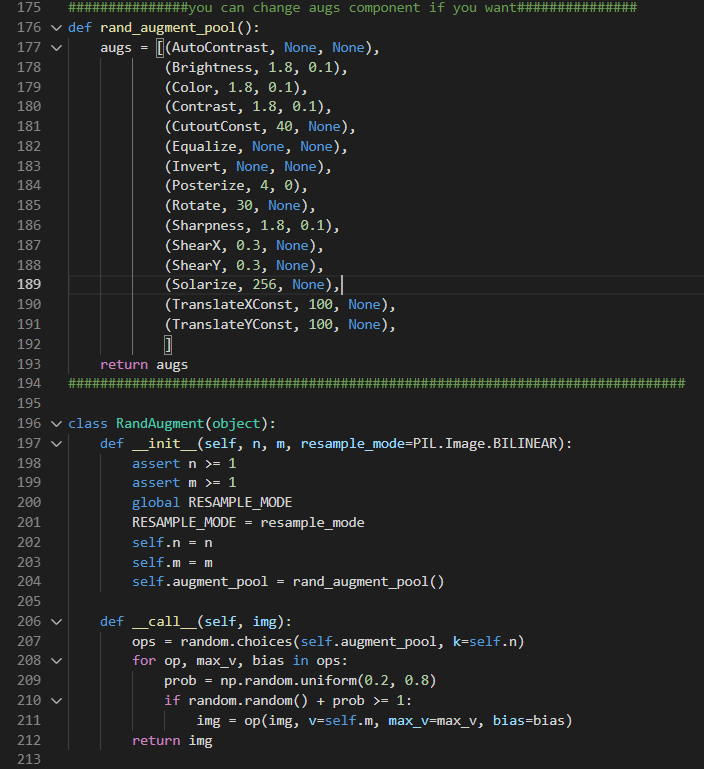 175 ###############you can change augs component if you want###############
176 def rand_augment_pool():
177     augs = [(AutoContrast, None, None),
178             (Brightness, 1.8, 0.1),
179             (Color, 1.8, 0.1),
180             (Contrast, 1.8, 0.1),
181             (CutoutConst, 40, None),
182             (Equalize, None, None),
183             (Invert, None, None),
184             (Posterize, 4, 0),
185             (Rotate, 30, None),
186             (Sharpness, 1.8, 0.1),
187             (ShearX, 0.3, None),
188             (ShearY, 0.3, None),
189             (Solarize, 256, None),
190             (TranslateXConst, 100, None),
191             (TranslateYConst, 100, None),
192             ]
193     return augs
194 #############################################################################
195
196 class RandAugment(object):
197     def __init__(self, n, m, resample_mode=PIL.Image.BILINEAR):
198         assert n >= 1
199         assert m >= 1
200         global RESAMPLE_MODE
201         RESAMPLE_MODE = resample_mode
202         self.n = n
203         self.m = m
204         self.augment_pool = rand_augment_pool()
205
206     def __call__(self, img):
207         ops = random.choices(self.augment_pool, k=self.n)
208         for op, max_v, bias in ops:
209             prob = np.random.uniform(0.2, 0.8)
210             if random.random() + prob >= 1:
211                 img = op(img, v=self.m, max_v=max_v, bias=bias)
212         return img
213